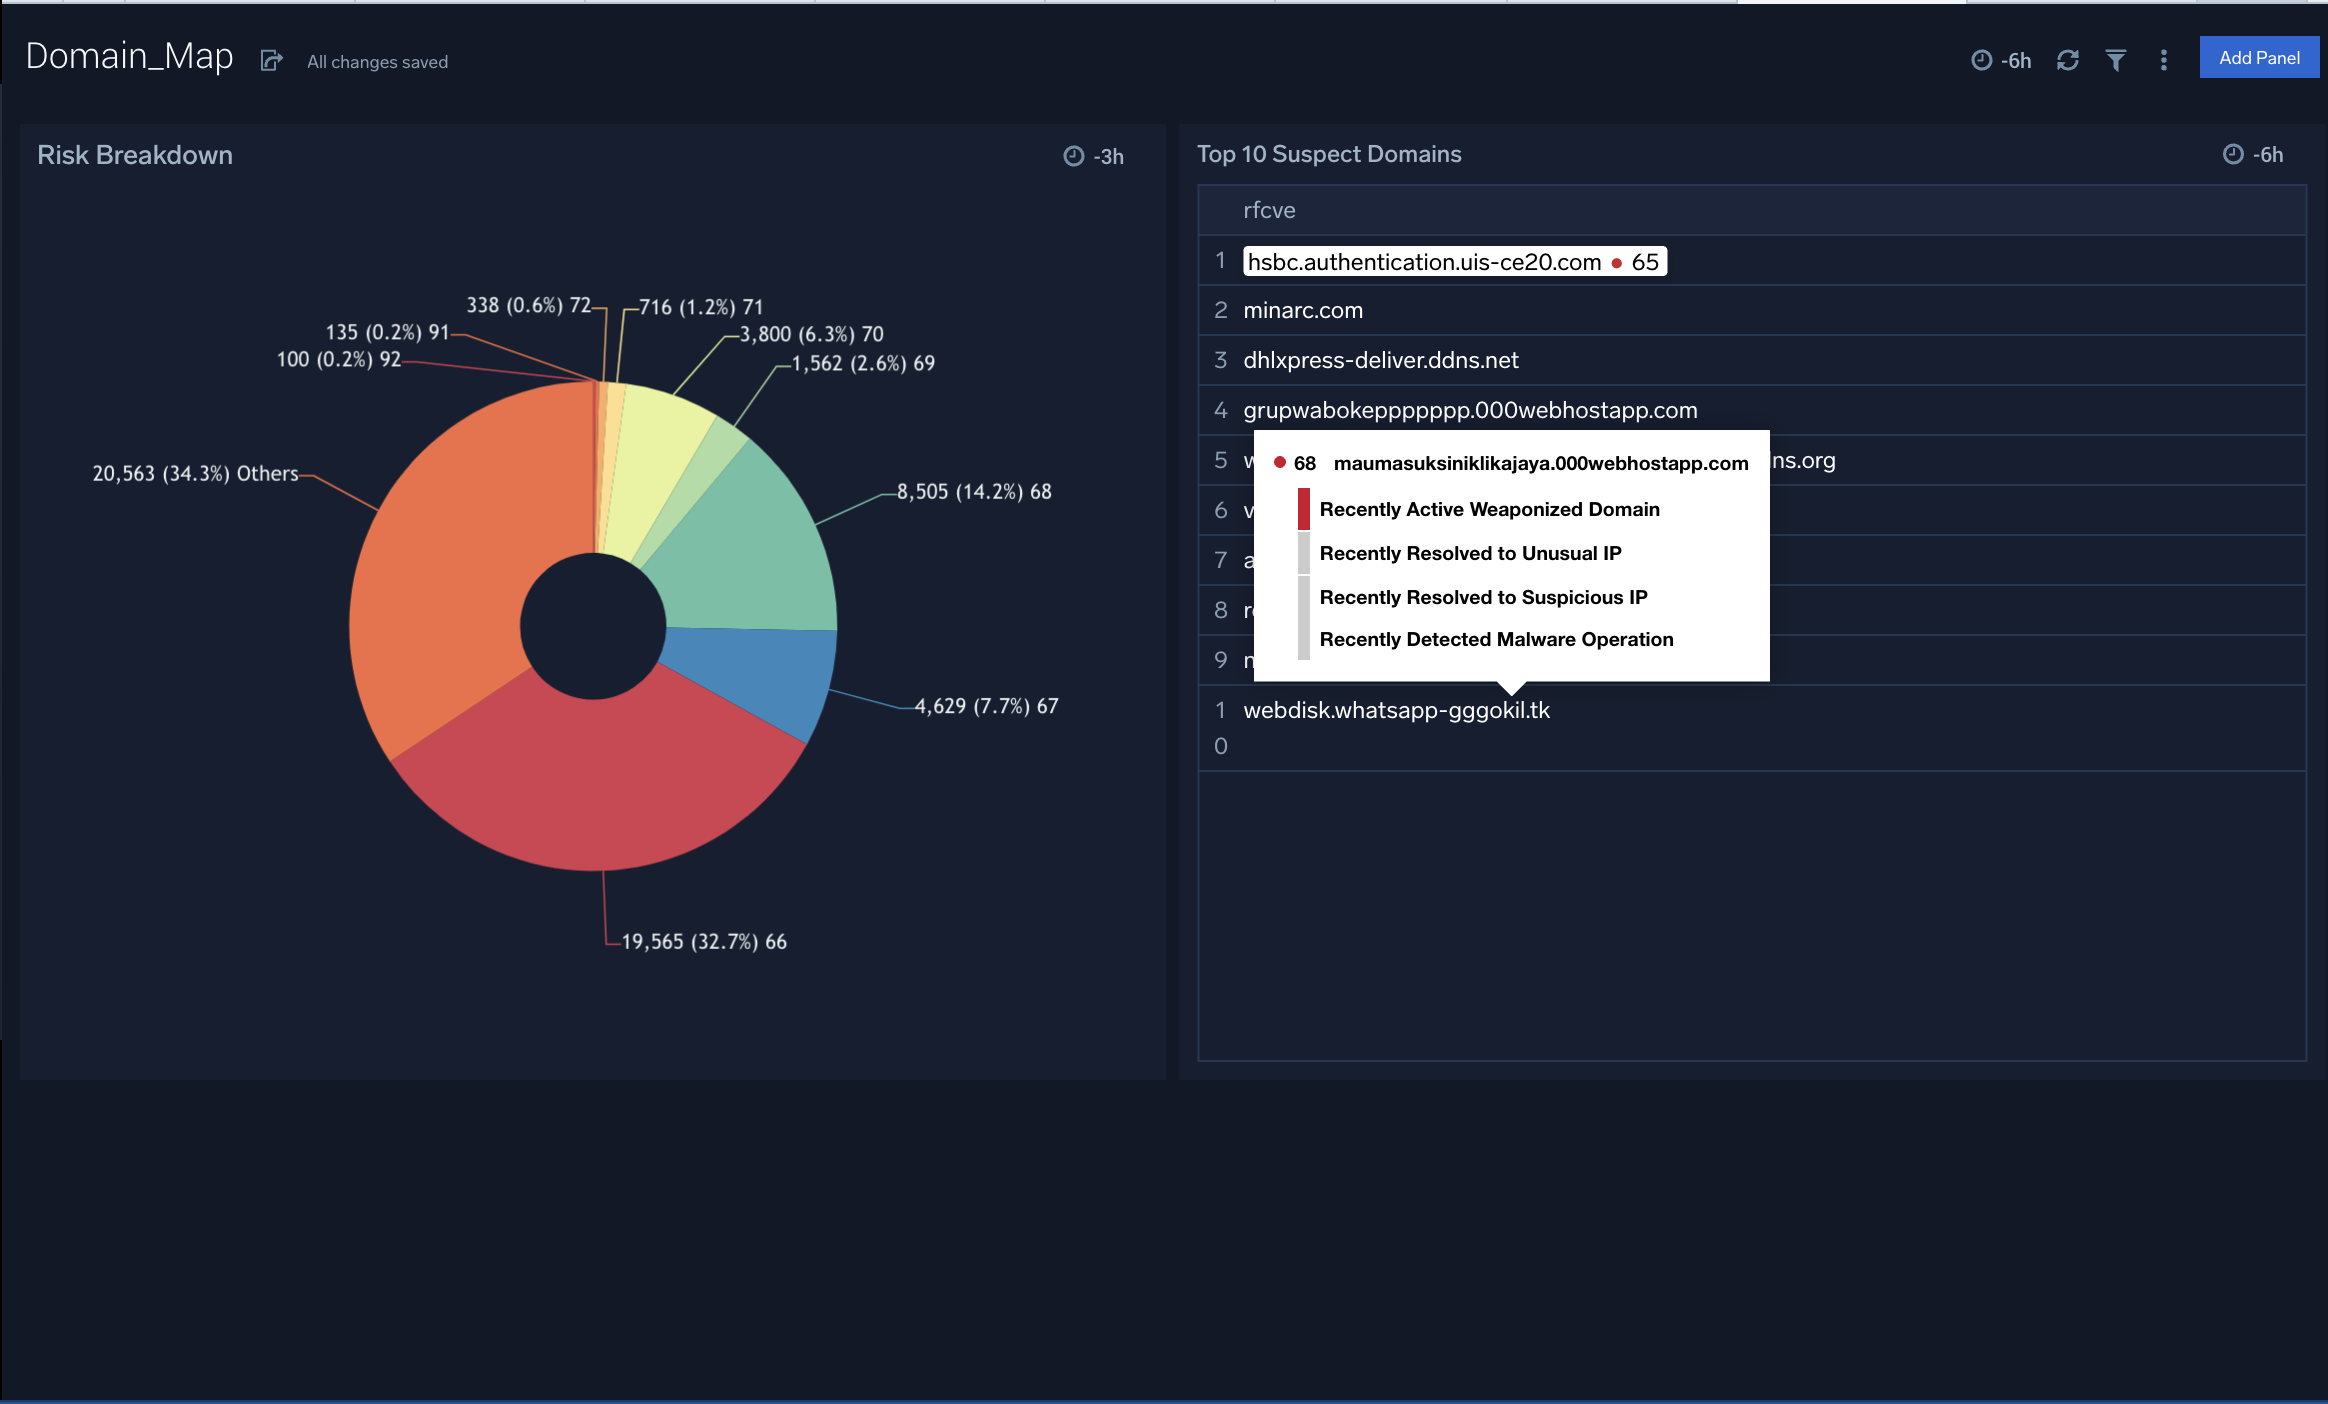 Domain_Map
All changes saved
-6h
Add Panel
Risk Breakdown
-3h
338 (0.6%) 72
716 (1.2%) 71
135 (0.2%) 91
3,800 (6.3%) 70
100 (0.2%) 92
1,562 (2.6%) 69
20,563 (34.3%) Others
8,505 (14.2%) 68
4,629 (7.7%) 67
19,565 (32.7%) 66
Top 10 Suspect Domains
-6h
rfcve
1 hsbc.authentication.uis-ce20.com 65
2 minarc.com
3 dhlxpress-deliver.ddns.net
4 grupwabokeppppppp.000webhostapp.com
5 ns.org
6
7
8
9
10 webdisk.whatsapp-gggokil.tk
68 maumasuksiniklikajaya.000webhostapp.com
Recently Active Weaponized Domain
Recently Resolved to Unusual IP
Recently Resolved to Suspicious IP
Recently Detected Malware Operation